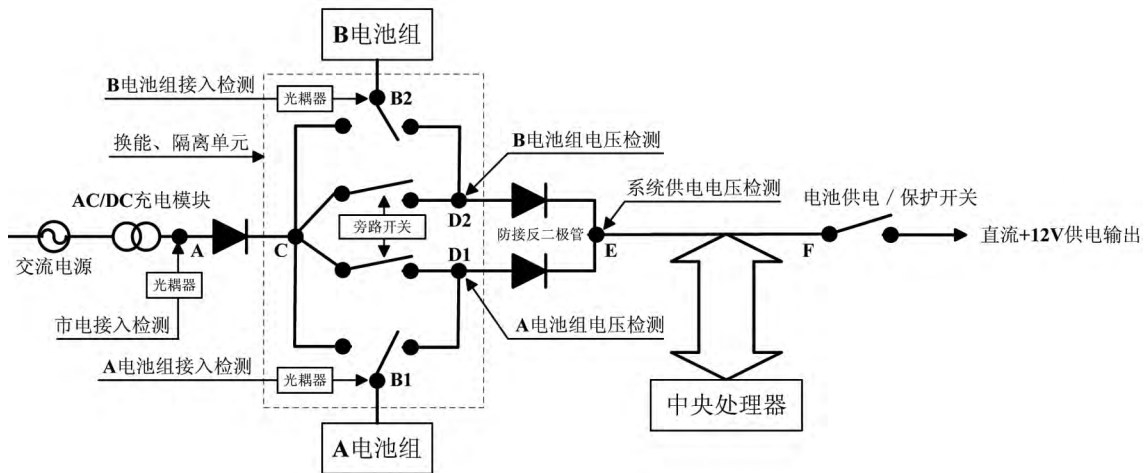 B电池组
B电池组接入检测
光耦器
B2
换能、隔离单元
B电池组电压检测
系统供电电压检测
AC/DC充电模块
D2
电池供电/保护开关
旁路开关
防接反二极管
A
C
E
F
直流+12V供电输出
交流电源
光耦器
D1
市电接入检测
A电池组电压检测
A电池组接入检测
光耦器
B1
中央处理器
A电池组